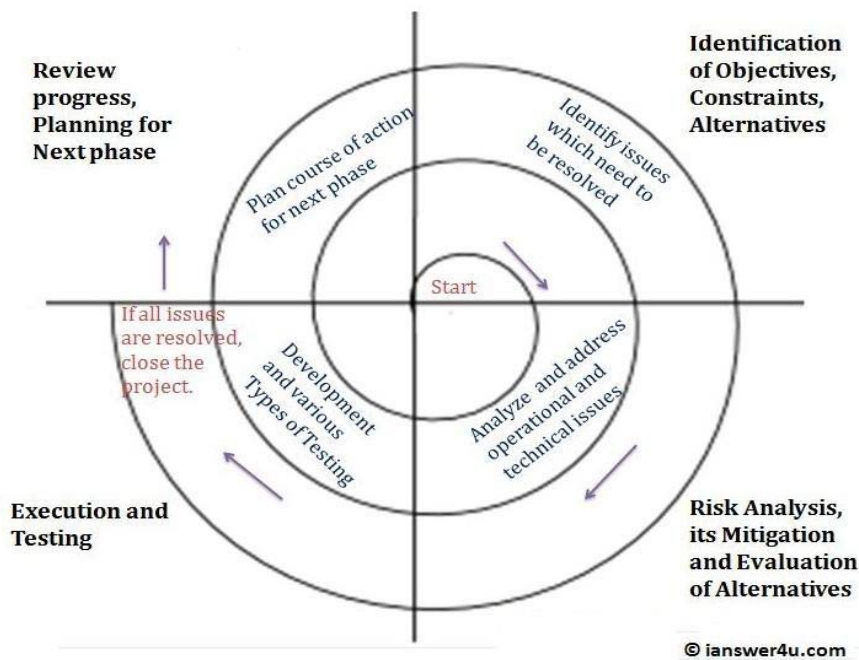 Review
progress,
Planning for
Next phase
Identification
of Objectives,
Constraints,
Alternatives
Plan course of action
for next phase
Identify issues
which need to
be resolved
Start
If all issues
are resolved,
close the
project.
Development
and various
Types of Testing
Analyze and address
operational and
technical issues
Execution and
Testing
Risk Analysis,
its Mitigation
and Evaluation
of Alternatives
© ianswer4u.com